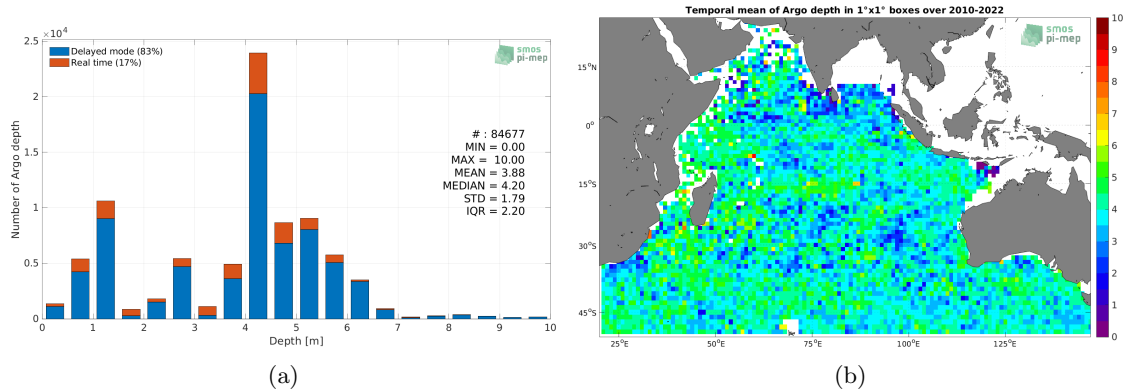 Delayed mode (83%)
Real time (17%)
smos
pi-mep
# : 84677
MIN = 0.00
MAX = 10.00
MEAN = 3.88
MEDIAN = 4.20
STD = 1.79
IQR = 2.20
×10⁴
2.5
2
1.5
1
0.5
0
Number of Argo depth
0 1 2 3 4 5 6 7 8 9 10
Depth [m]
(a)
Temporal mean of Argo depth in 1°x1° boxes over 2010-2022
smos
pi-mep
15°N
0°
15°S
30°S
45°S
25°E 50°E 75°E 100°E 125°E
10
9
8
7
6
5
4
3
2
1
0
(b)